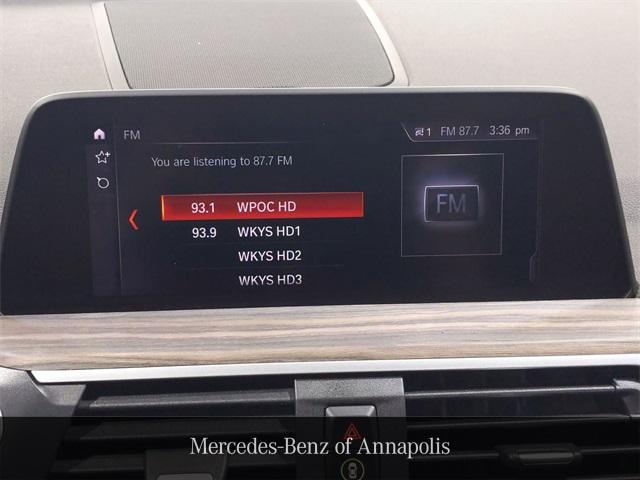 FM
1 FM 87.7 3:36 pm
You are listening to 87.7 FM
93.1 WPOC HD
93.9 WKYS HD1
WKYS HD2
WKYS HD3
FM
Mercedes-Benz of Annapolis